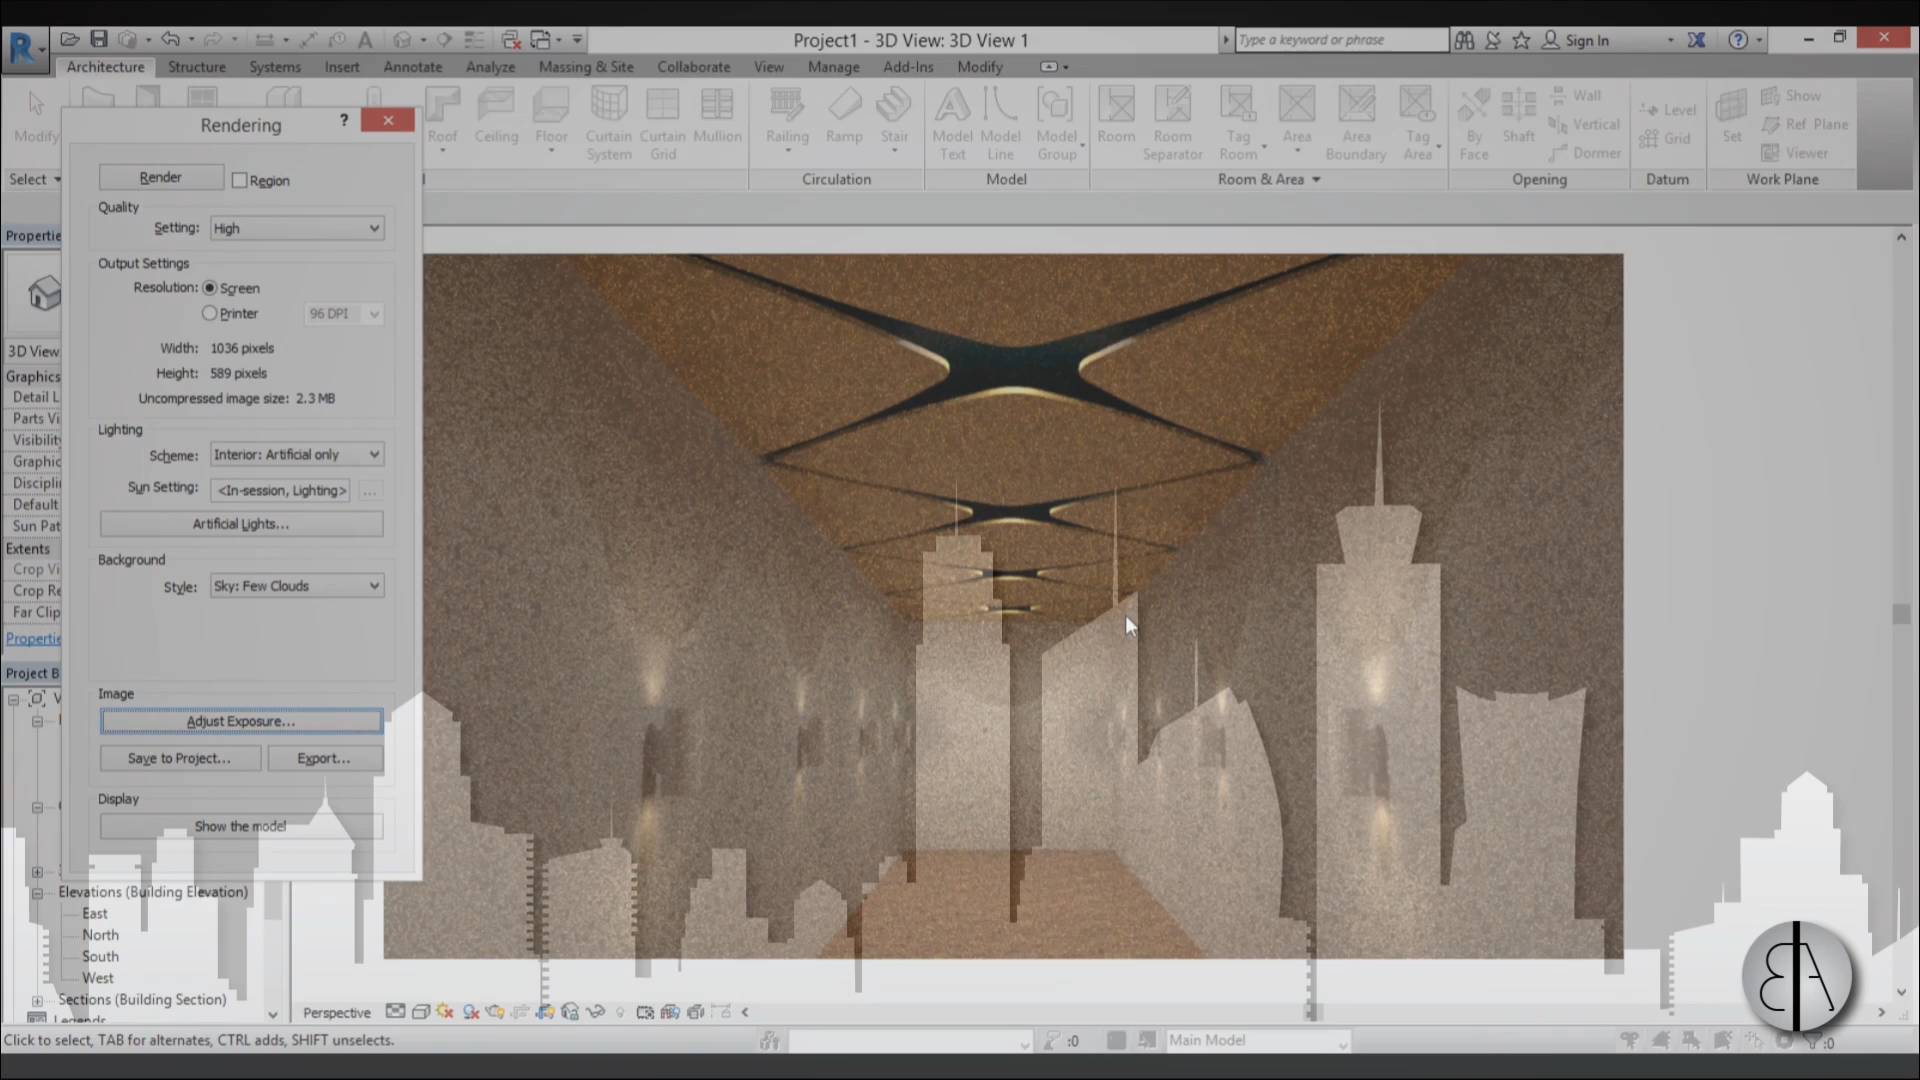 Project1 - 3D View: 3D View 1
Type a keyword or phrase
Sign In
Architecture
Structure
Systems
Insert
Annotate
Analyze
Massing & Site
Collaborate
View
Manage
Add-Ins
Modify
Modify
Roof
Ceiling
Floor
Curtain System
Curtain Grid
Mullion
Railing
Ramp
Stair
Model Text
Model Line
Model Group
Room
Room Separator
Tag Room
Area
Area Boundary
Tag Area
By Face
Shaft
Wall
Vertical
Dormer
Level
Grid
Set
Show
Ref Plane
Viewer
Select
Circulation
Model
Room & Area
Opening
Datum
Work Plane
Rendering
?
Render
Region
Quality
Setting: High
Output Settings
Resolution: Screen
Printer
96 DPI
Width: 1036 pixels
Height: 589 pixels
Uncompressed image size: 2.3 MB
Lighting
Scheme: Interior: Artificial only
Sun Setting: <In-session, Lighting> ...
Artificial Lights...
Background
Style: Sky: Few Clouds
Image
Adjust Exposure...
Save to Project...
Export...
Display
Show the model
Propertie
3D View
Graphics
Detail L
Parts Vi
Visibility
Graphic
Disciplin
Default
Sun Pat
Extents
Crop Vi
Crop Re
Far Clip
Propertie
Project B
Elevations (Building Elevation)
East
North
South
West
Sections (Building Section)
Legends
Perspective
Click to select, TAB for alternates, CTRL adds, SHIFT unselects.
:0
Main Model
:0
BA